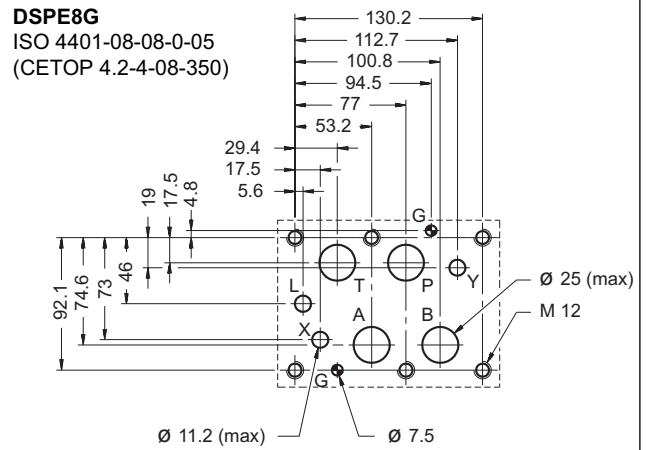 DSPE8G
ISO 4401-08-08-0-05
(CETOP 4.2-4-08-350)
130.2
112.7
100.8
94.5
77
53.2
29.4
17.5
5.6
19
17.5
4.8
92.1
74.6
73
46
G
T
P
Y
L
X
A
B
G
Ø 25 (max)
M 12
Ø 11.2 (max)
Ø 7.5